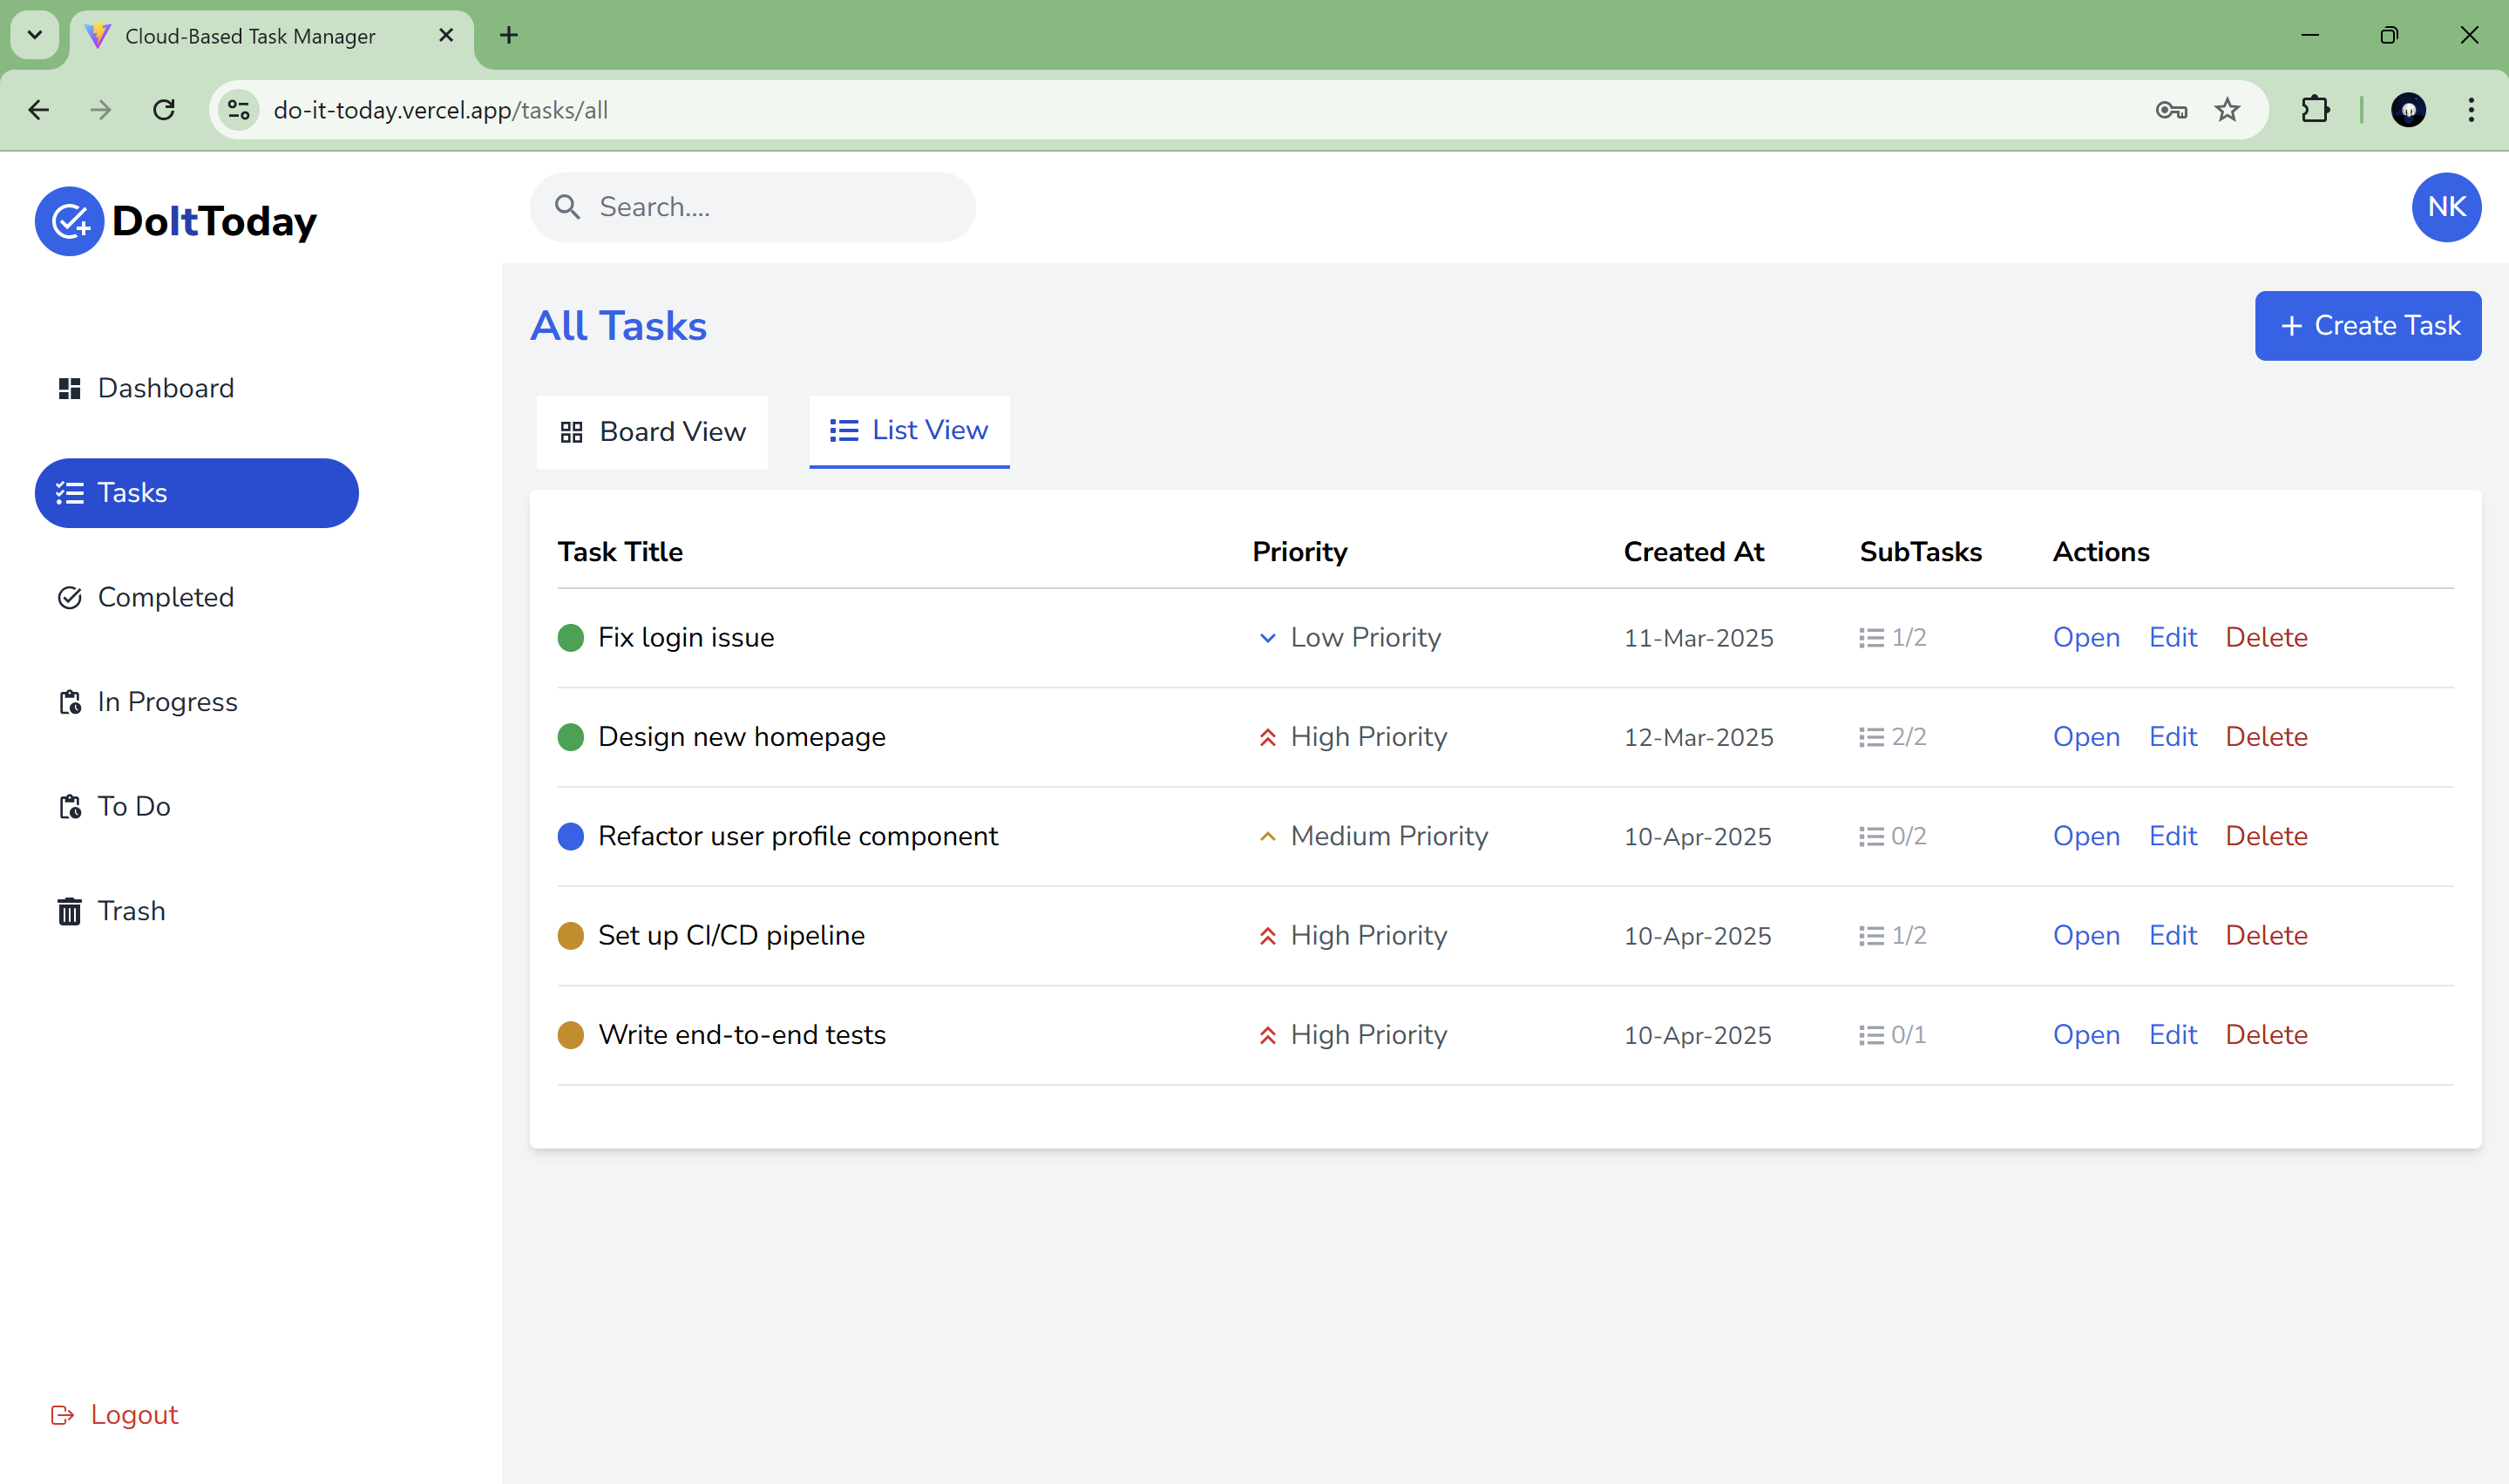 Cloud-Based Task Manager
do-it-today.vercel.app/tasks/all
DoItToday
Search....
NK
All Tasks
+ Create Task
Dashboard
Tasks
Completed
In Progress
To Do
Trash
Logout
Board View
List View
Task Title Priority Created At SubTasks Actions
Fix login issue Low Priority 11-Mar-2025 1/2 Open Edit Delete
Design new homepage High Priority 12-Mar-2025 2/2 Open Edit Delete
Refactor user profile component Medium Priority 10-Apr-2025 0/2 Open Edit Delete
Set up CI/CD pipeline High Priority 10-Apr-2025 1/2 Open Edit Delete
Write end-to-end tests High Priority 10-Apr-2025 0/1 Open Edit Delete